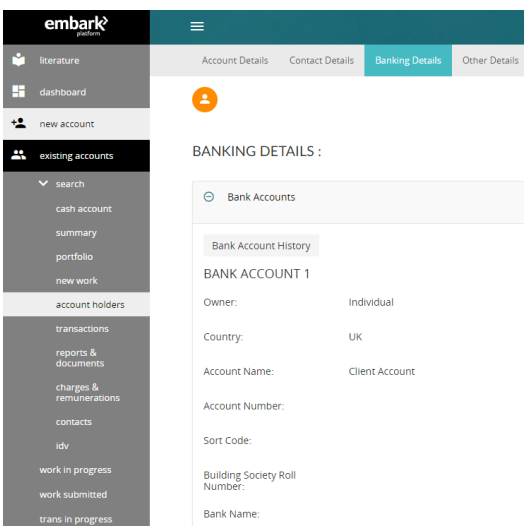 embark
platform
literature
dashboard
new account
existing accounts
search
cash account
summary
portfolio
new work
account holders
transactions
reports &
documents
charges &
remunerations
contacts
idv
work in progress
work submitted
trans in progress
Account Details Contact Details Banking Details Other Details
BANKING DETAILS :
Bank Accounts
Bank Account History
BANK ACCOUNT 1
Owner: Individual
Country: UK
Account Name: Client Account
Account Number:
Sort Code:
Building Society Roll
Number:
Bank Name: